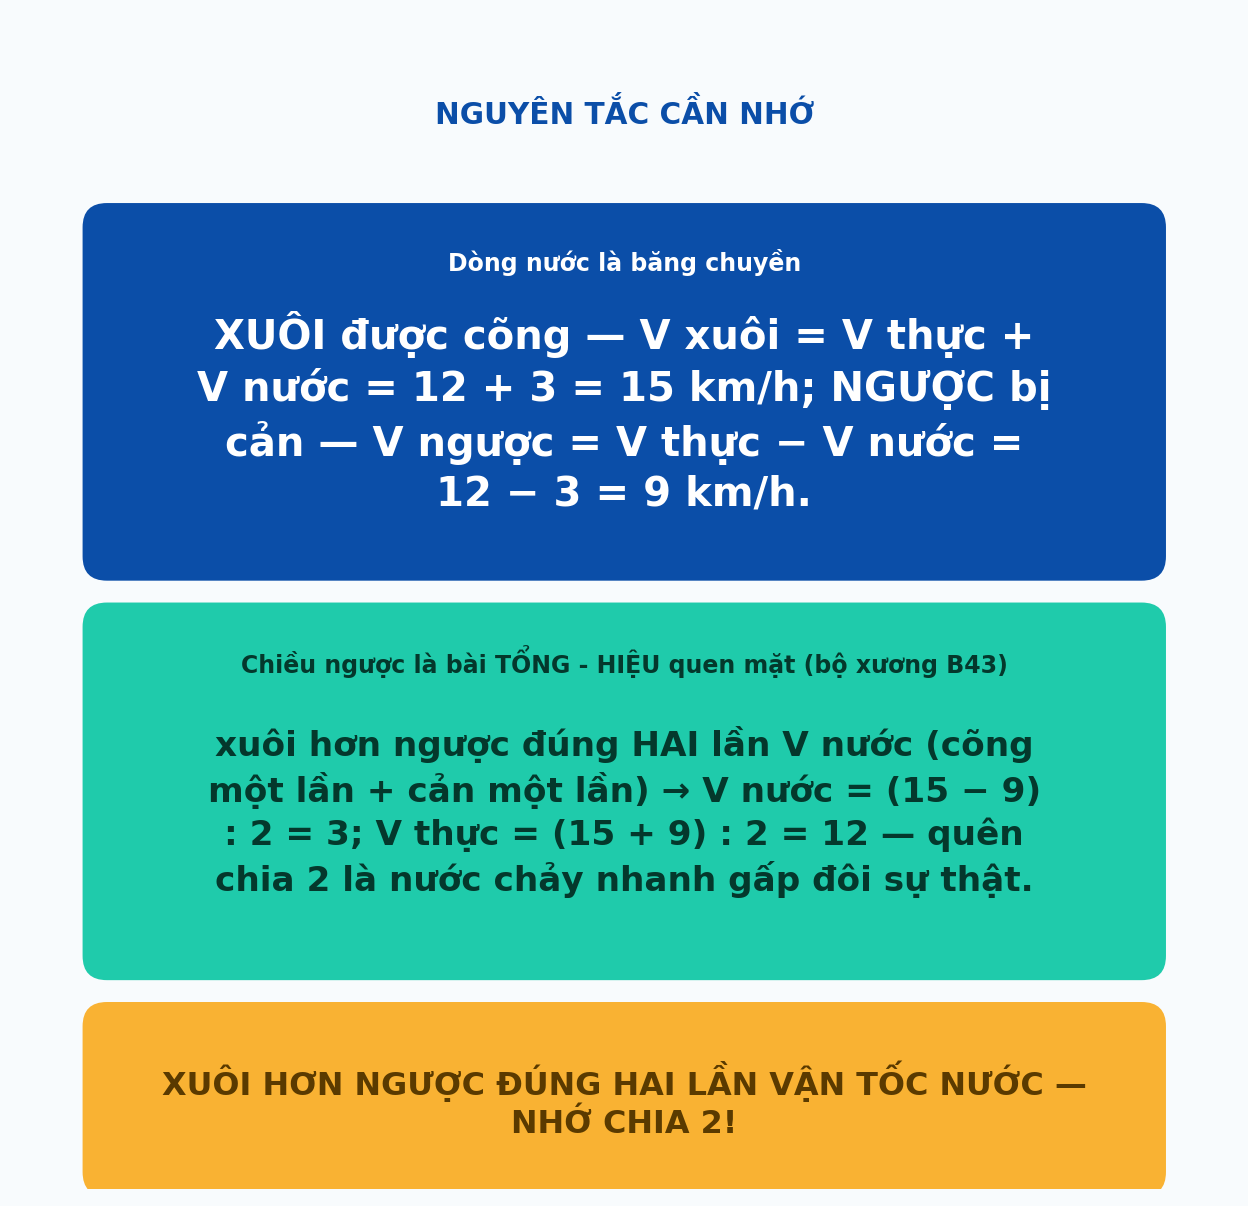 NGUYÊN TẮC CẦN NHỚ
Dòng nước là băng chuyền
XUÔI được cõng — V xuôi = V thực +
V nước = 12 + 3 = 15 km/h; NGƯỢC bị
cản — V ngược = V thực − V nước =
12 − 3 = 9 km/h.
Chiều ngược là bài TỔNG - HIỆU quen mặt (bộ xương B43)
xuôi hơn ngược đúng HAI lần V nước (cõng
một lần + cản một lần) → V nước = (15 − 9)
: 2 = 3; V thực = (15 + 9) : 2 = 12 — quên
chia 2 là nước chảy nhanh gấp đôi sự thật.
XUÔI HƠN NGƯỢC ĐÚNG HAI LẦN VẬN TỐC NƯỚC —
NHỚ CHIA 2!